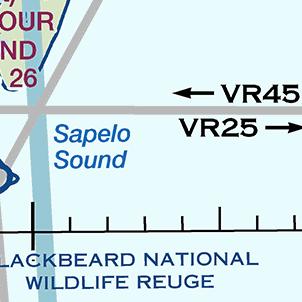 OUR
ND
26
VR45
VR25
Sapelo
Sound
LACKBEARD NATIONAL
WILDLIFE REUGE